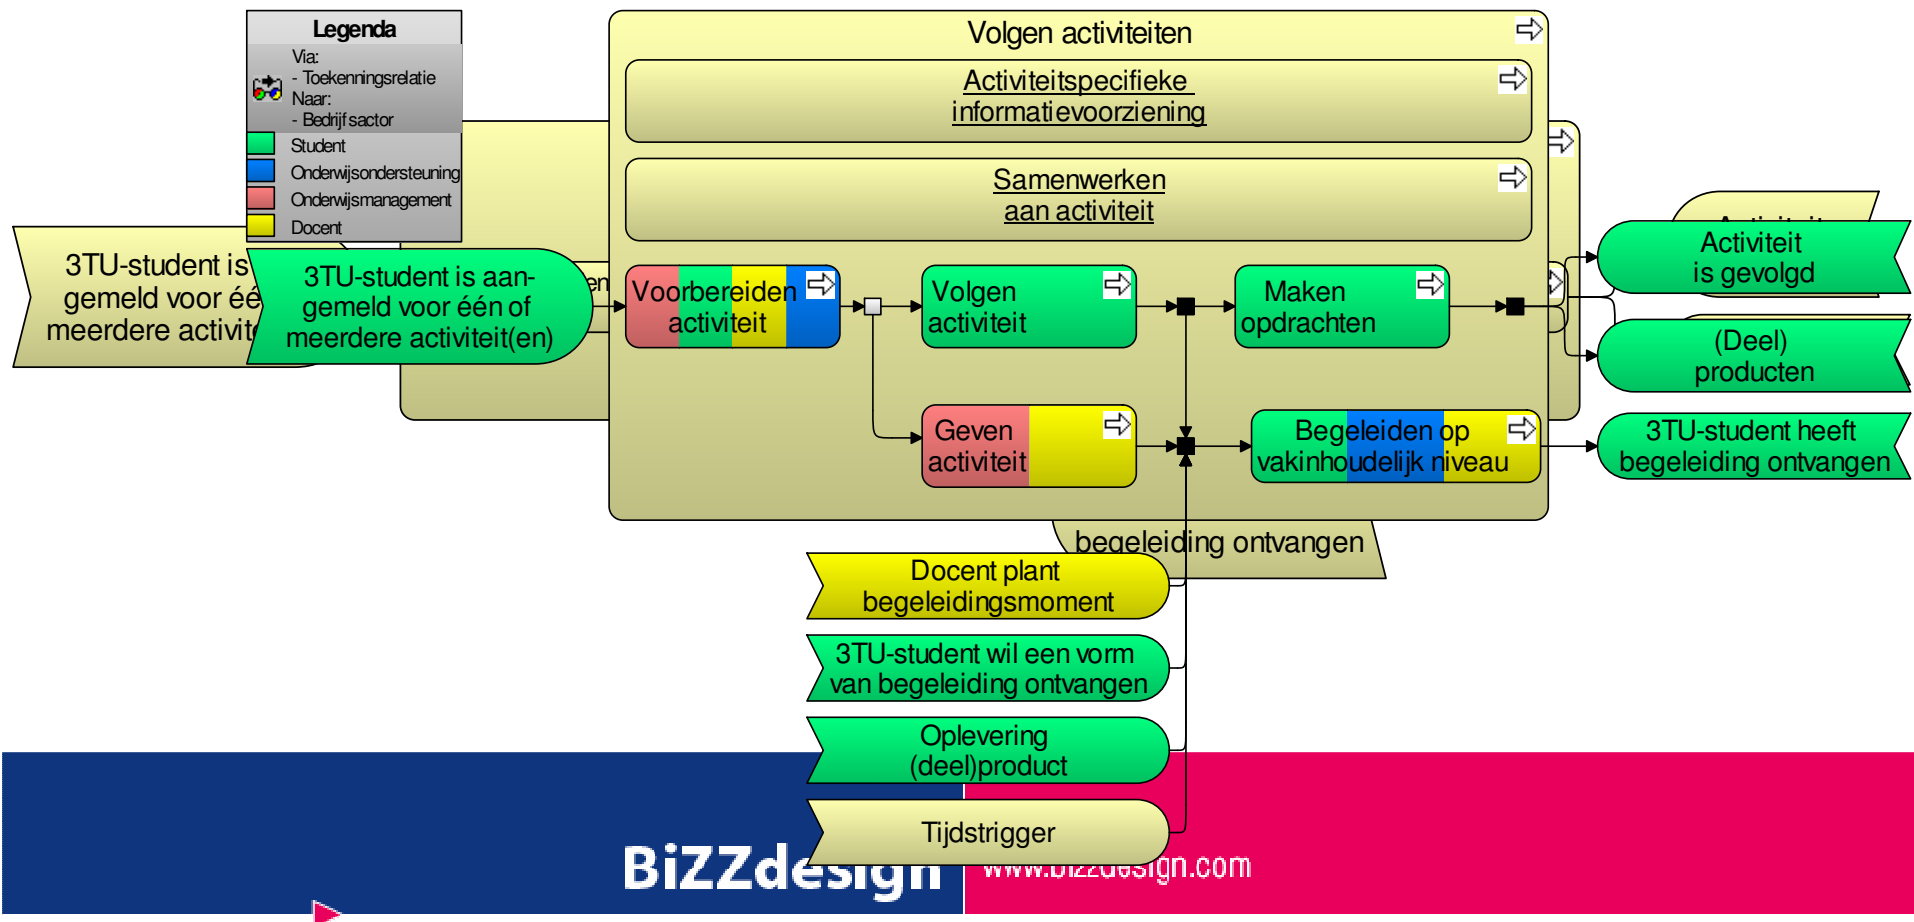 Legenda
Via:
- Toekenningsrelatie
Naar:
- Bedrijfsactor
Student
Onderwijsondersteuning
Onderwijsmanagement
Docent
Volgen activiteiten
Activiteitspecifieke
informatievoorziening
Samenwerken
aan activiteit
3TU-student is
gemeld voor éé
meerdere activite
3TU-student is aan-
gemeld voor één of
meerdere activiteit(en)
en
Voorbereiden
activiteit
Volgen
activiteit
Maken
opdrachten
Geven
activiteit
Begeleiden op
vakinhoudelijk niveau
Activiteit
is gevolgd
(Deel)
producten
3TU-student heeft
begeleiding ontvangen
begeleiding ontvangen
Docent plant
begeleidingsmoment
3TU-student wil een vorm
van begeleiding ontvangen
Oplevering
(deel)product
Tijdstrigger
BiZZdesign
www.bizzdesign.com